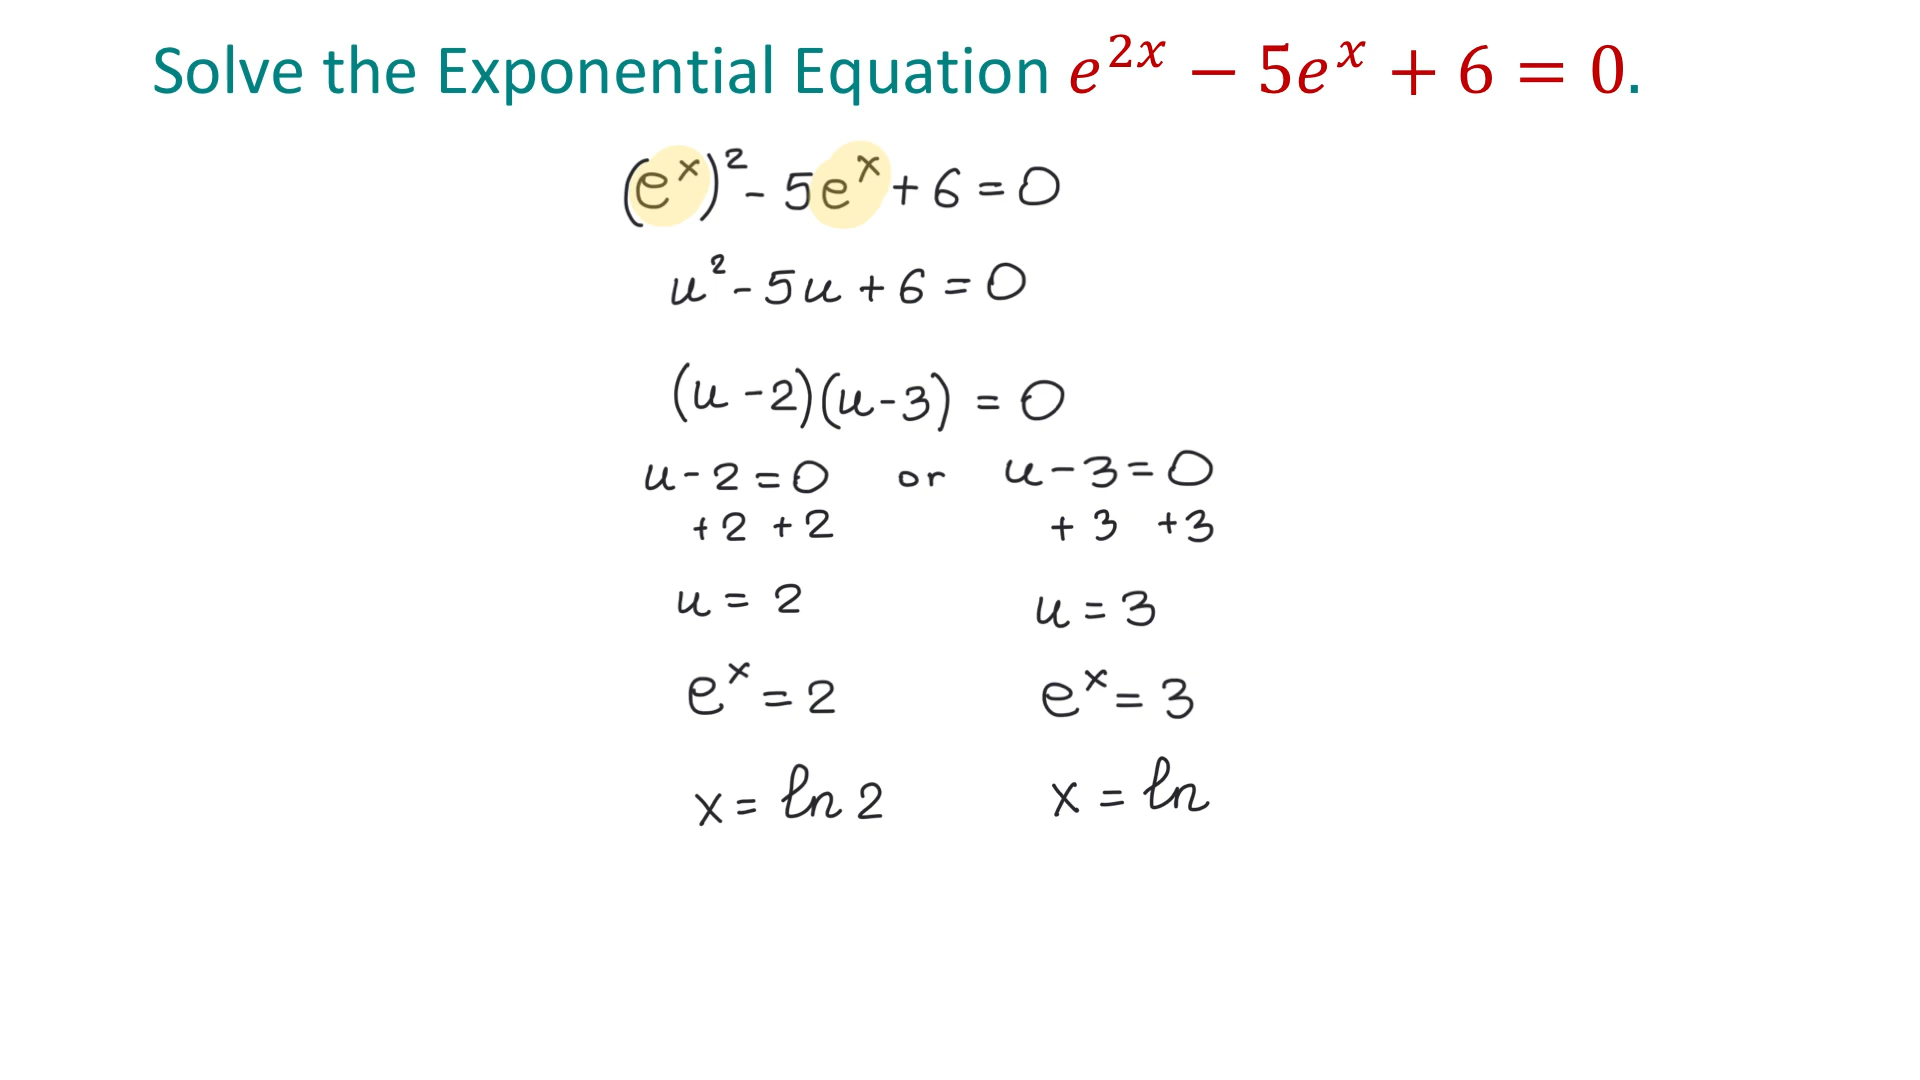 Solve the Exponential Equation e^{2x} − 5e^x + 6 = 0.
(e^x)^2 - 5e^x + 6 = 0
u^2 - 5u + 6 = 0
(u - 2)(u - 3) = 0
u - 2 = 0 or u - 3 = 0
+2 +2 +3 +3
u = 2 u = 3
e^x = 2 e^x = 3
x = ln 2 x = ln